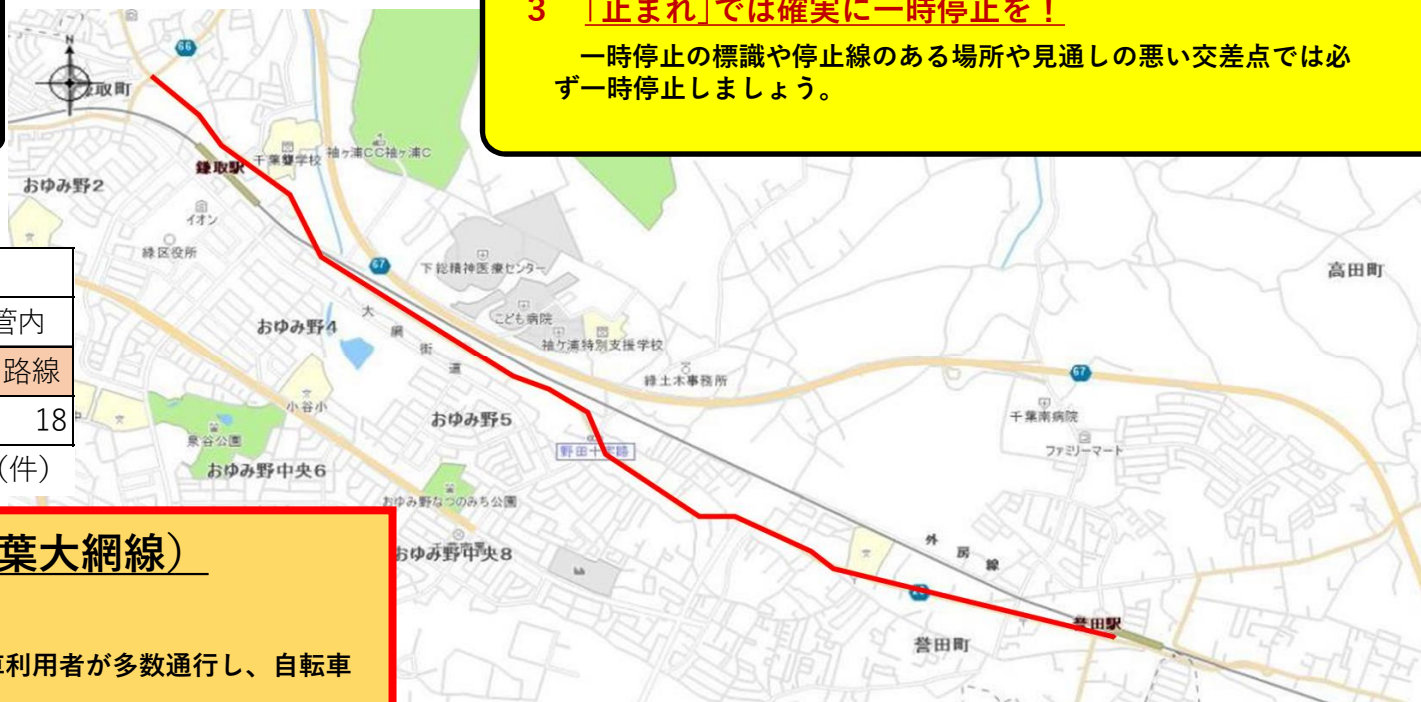 3 「止まれ」では確実に一時停止を！
一時停止の標識や停止線のある場所や見通しの悪い交差点では必
ず一時停止しましょう。
N
66
取町
鎌取駅
千葉聾学校
袖ヶ浦CC袖ヶ浦C
おゆみ野2
イオン
緑区役所
67
下総精神医療センター
高田町
管内
路線
18
(件)
おゆみ野4
大網街道
こども病院
袖ケ浦特別支援学校
緑土木事務所
67
千葉南病院
ファミリーマート
小谷小
泉谷公園
おゆみ野5
野田十字路
おゆみ野中央6
おゆみ野なつのみち公園
おゆみ野中央8
外房線
誉田駅
誉田町
葉大網線）
利用者が多数通行し、自転車